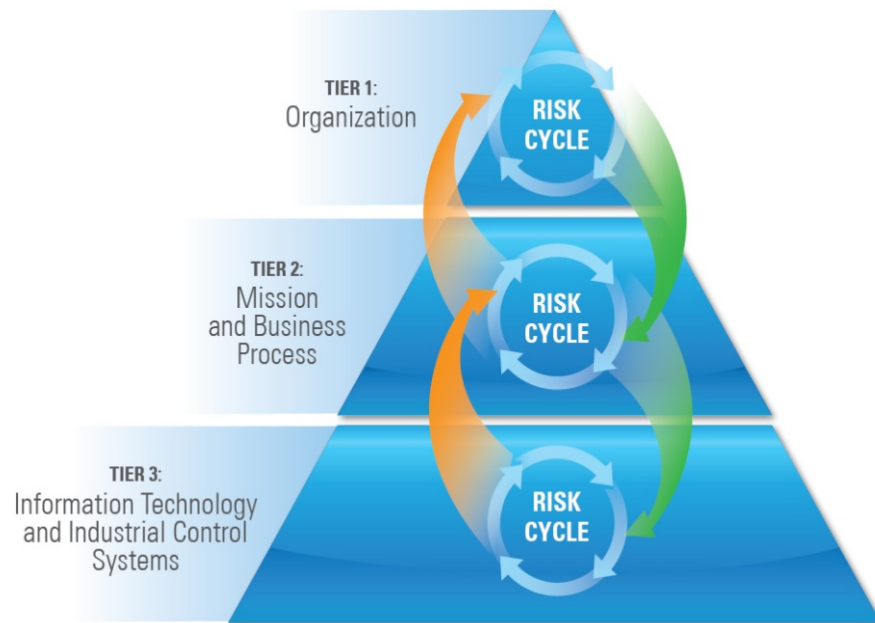 TIER 1:
Organization
RISK
CYCLE
TIER 2:
Mission
and Business
Process
RISK
CYCLE
TIER 3:
Information Technology
and Industrial Control
Systems
RISK
CYCLE